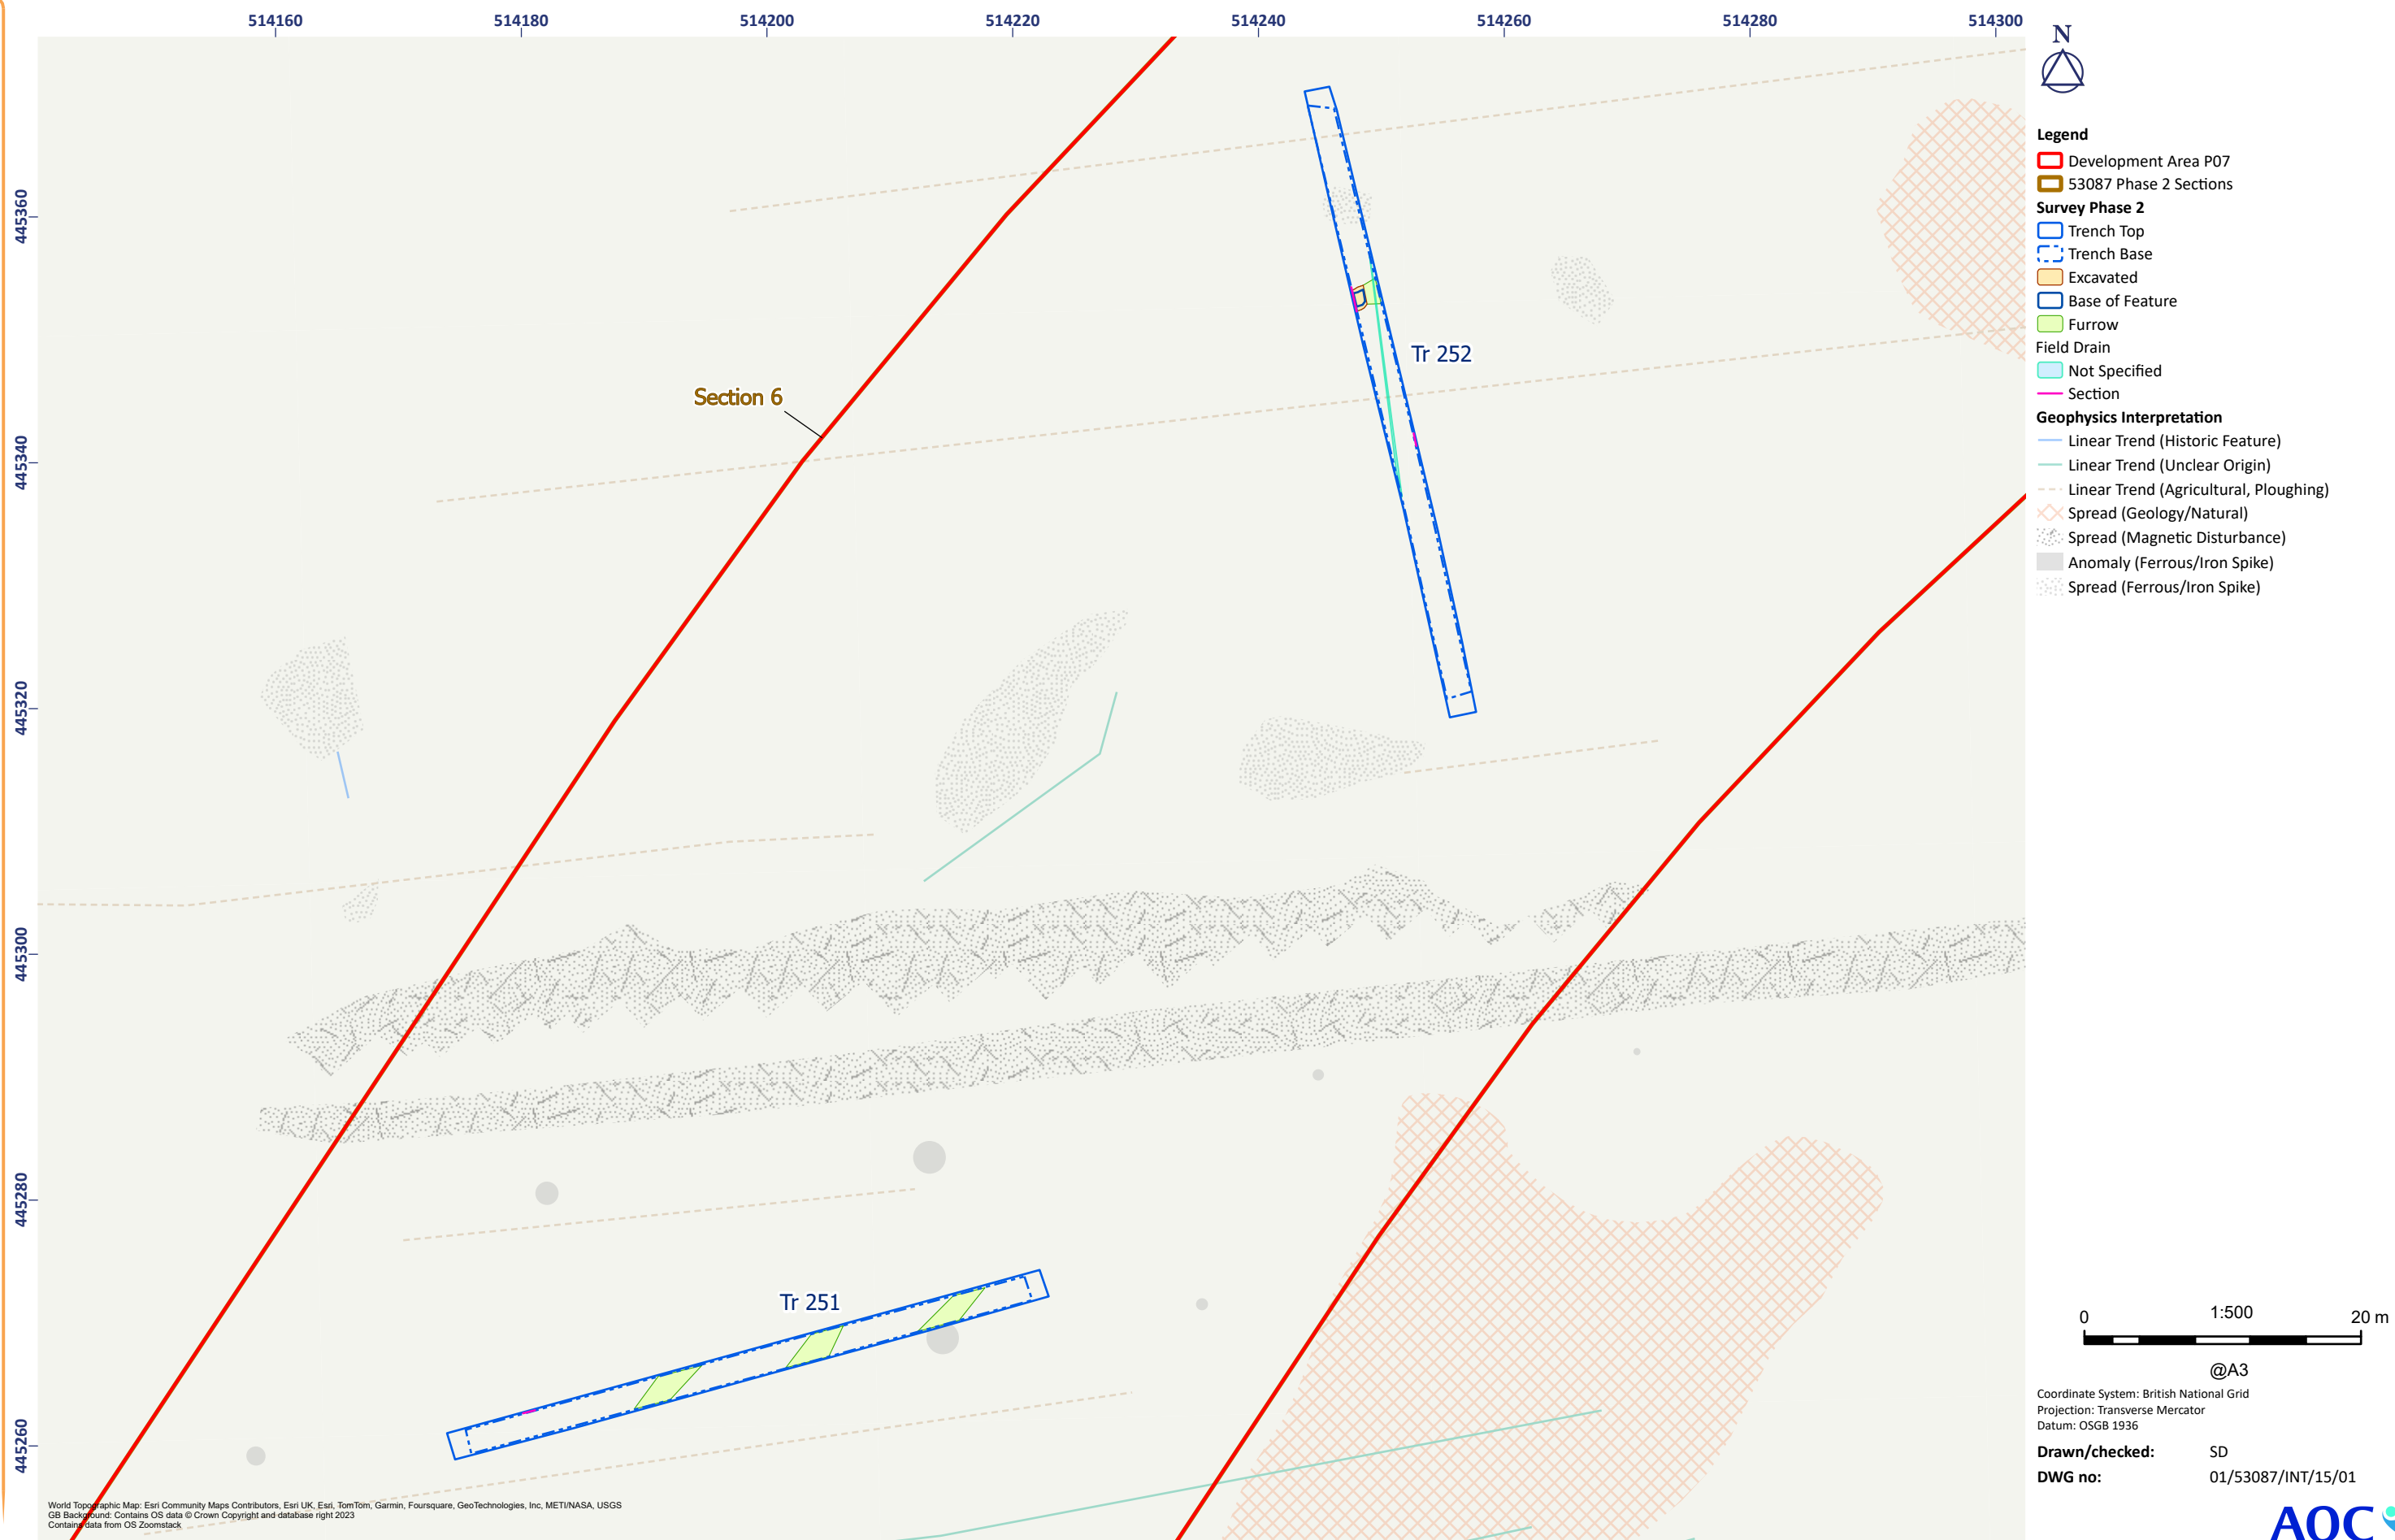 514160 514180 514200 514220 514240 514260 514280 514300
445360
445340
445320
445300
445280
445260
Tr 252
Section 6
Tr 251
World Topographic Map: Esri Community Maps Contributors, Esri UK, Esri, TomTom, Garmin, Foursquare, GeoTechnologies, Inc, METI/NASA, USGS
GB Background: Contains OS data © Crown Copyright and database right 2023
Contains data from OS Zoomstack
N
Legend
Development Area P07
53087 Phase 2 Sections
Survey Phase 2
Trench Top
Trench Base
Excavated
Base of Feature
Furrow
Field Drain
Not Specified
Section
Geophysics Interpretation
Linear Trend (Historic Feature)
Linear Trend (Unclear Origin)
Linear Trend (Agricultural, Ploughing)
Spread (Geology/Natural)
Spread (Magnetic Disturbance)
Anomaly (Ferrous/Iron Spike)
Spread (Ferrous/Iron Spike)
0 1:500 20 m
@A3
Coordinate System: British National Grid
Projection: Transverse Mercator
Datum: OSGB 1936
Drawn/checked: SD
DWG no: 01/53087/INT/15/01
AOC